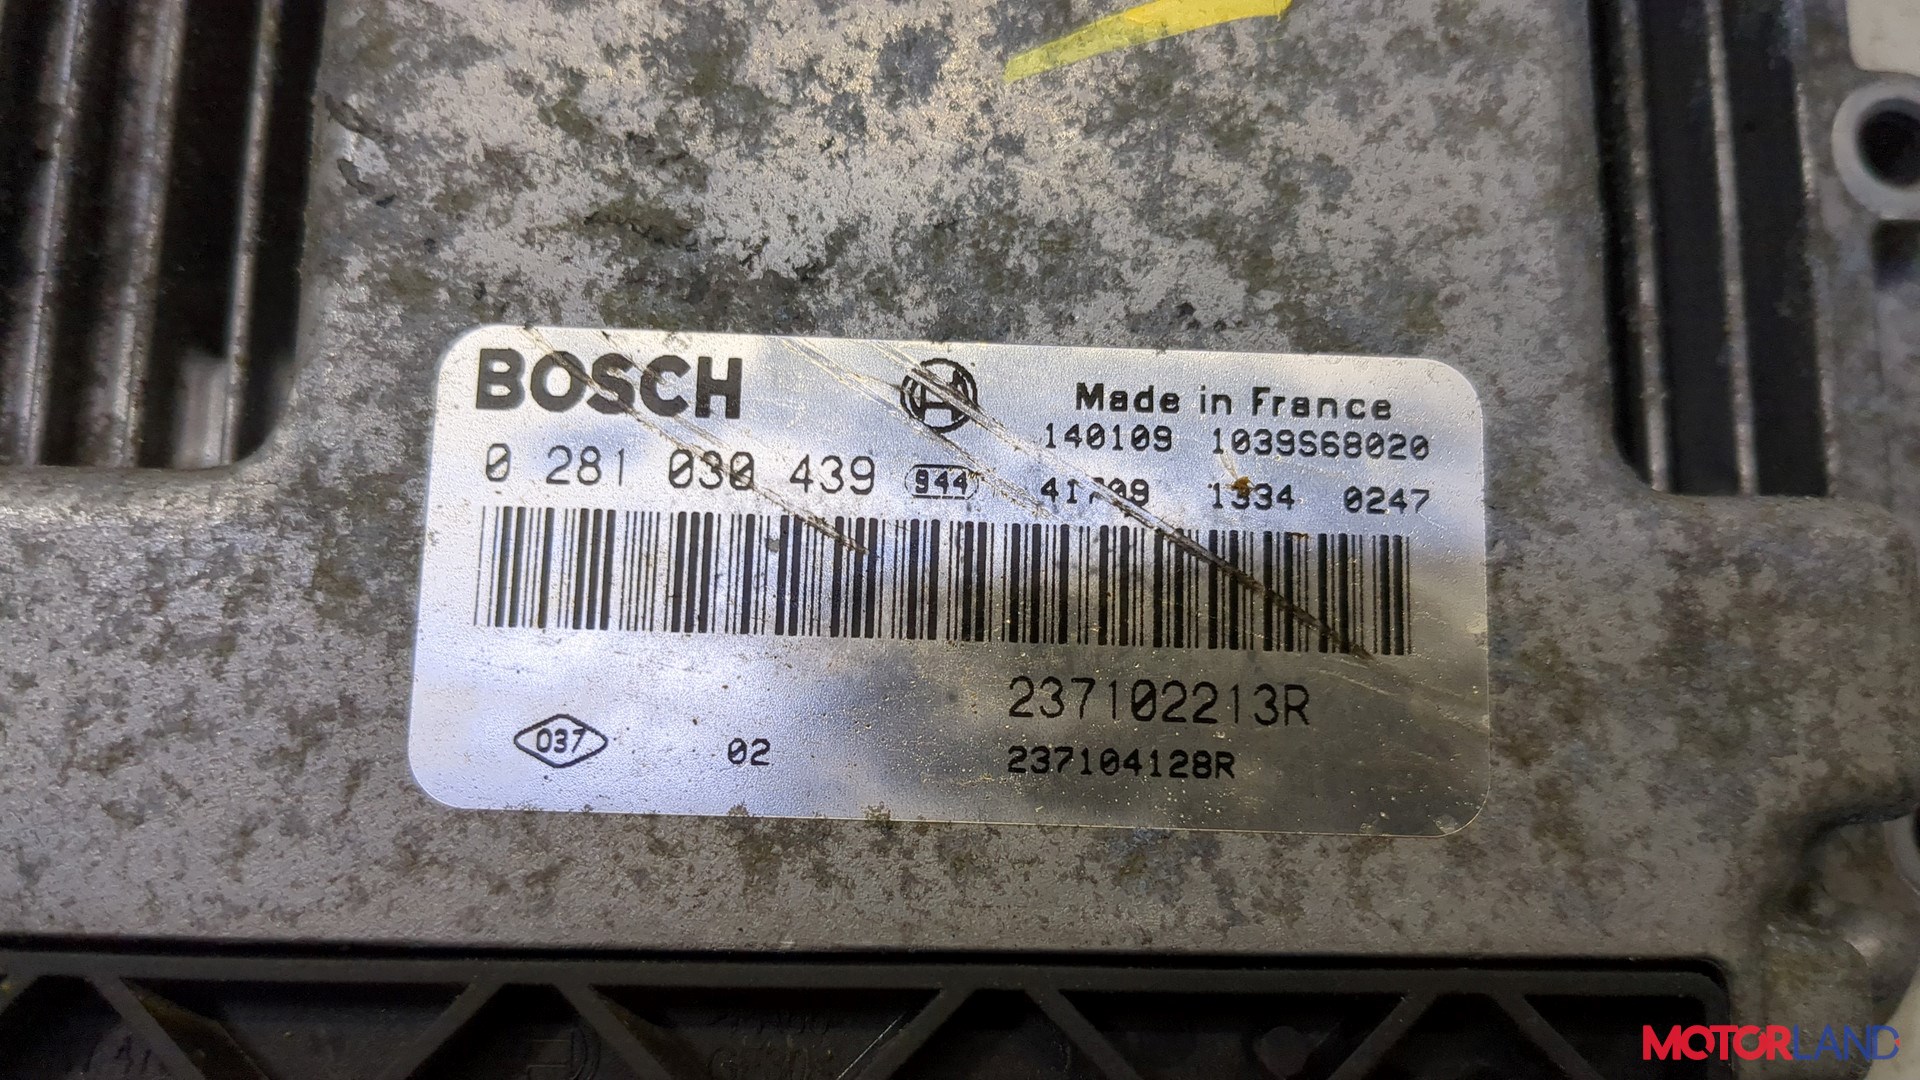 BOSCH
Made in France
140109 1039S68020
0 281 030 439 944
1334 0247
237102213R
037 02
237104128R
MOTORLAND